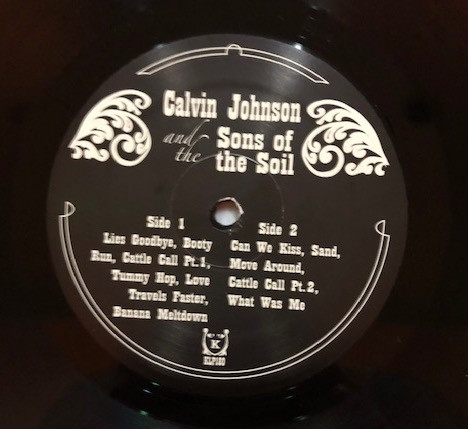 Calvin Johnson
and the
Sons of
the Soil
Side 1
Lies Goodbye, Booty
Run, Cattle Call Pt.1,
Tummy Hop, Love
Travels Faster,
Banana Meltdown
Side 2
Can We Kiss, Sand,
Move Around,
Cattle Call Pt.2,
What Was Me
K
KLP180